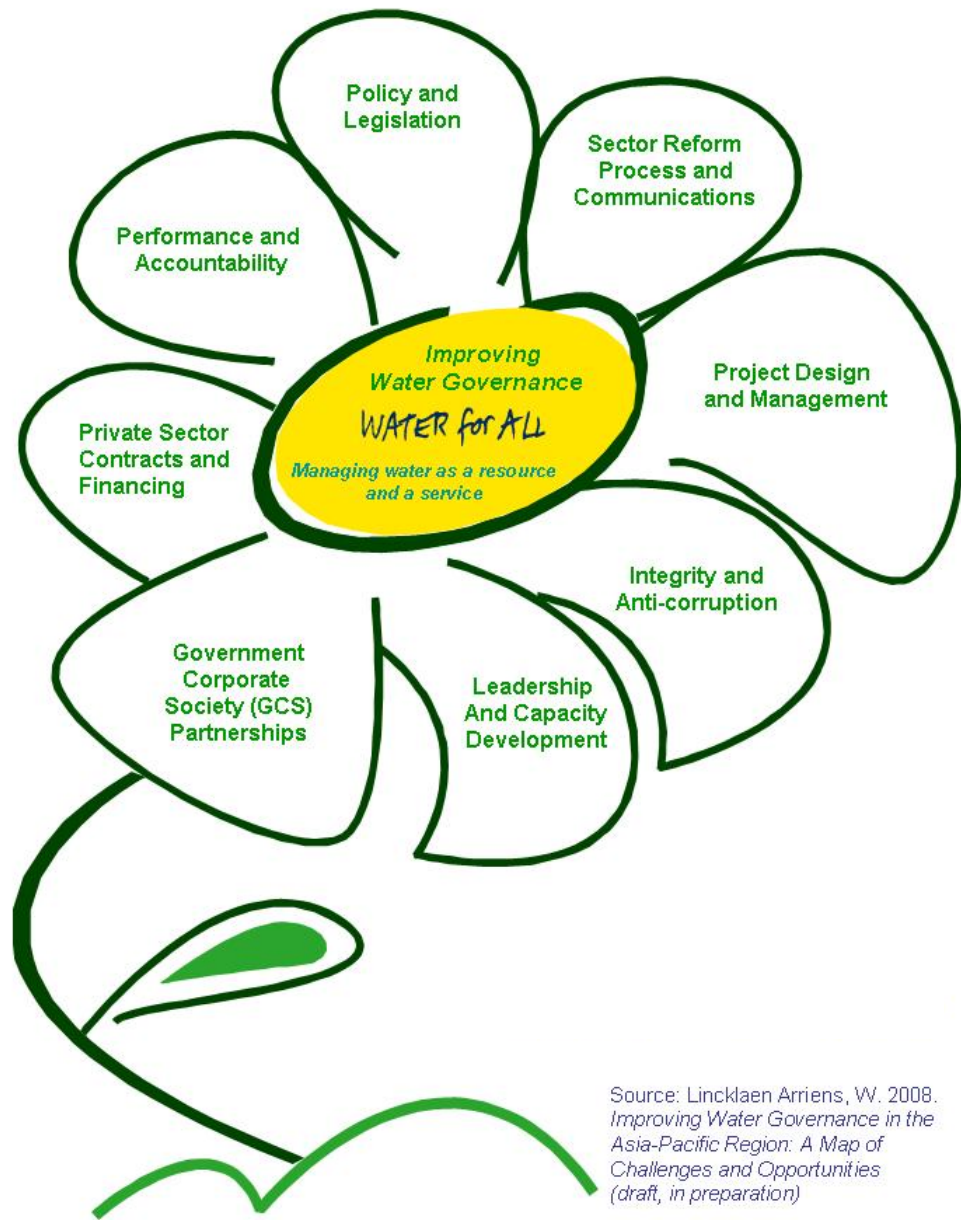 Policy and
Legislation
Sector Reform
Process and
Communications
Performance and
Accountability
Improving
Water Governance
WATER for ALL
Managing water as a resource
and a service
Project Design
and Management
Private Sector
Contracts and
Financing
Integrity and
Anti-corruption
Government
Corporate
Society (GCS)
Partnerships
Leadership
And Capacity
Development
Source: Lincklaen Arriens, W. 2008.
Improving Water Governance in the
Asia-Pacific Region: A Map of
Challenges and Opportunities
(draft, in preparation)